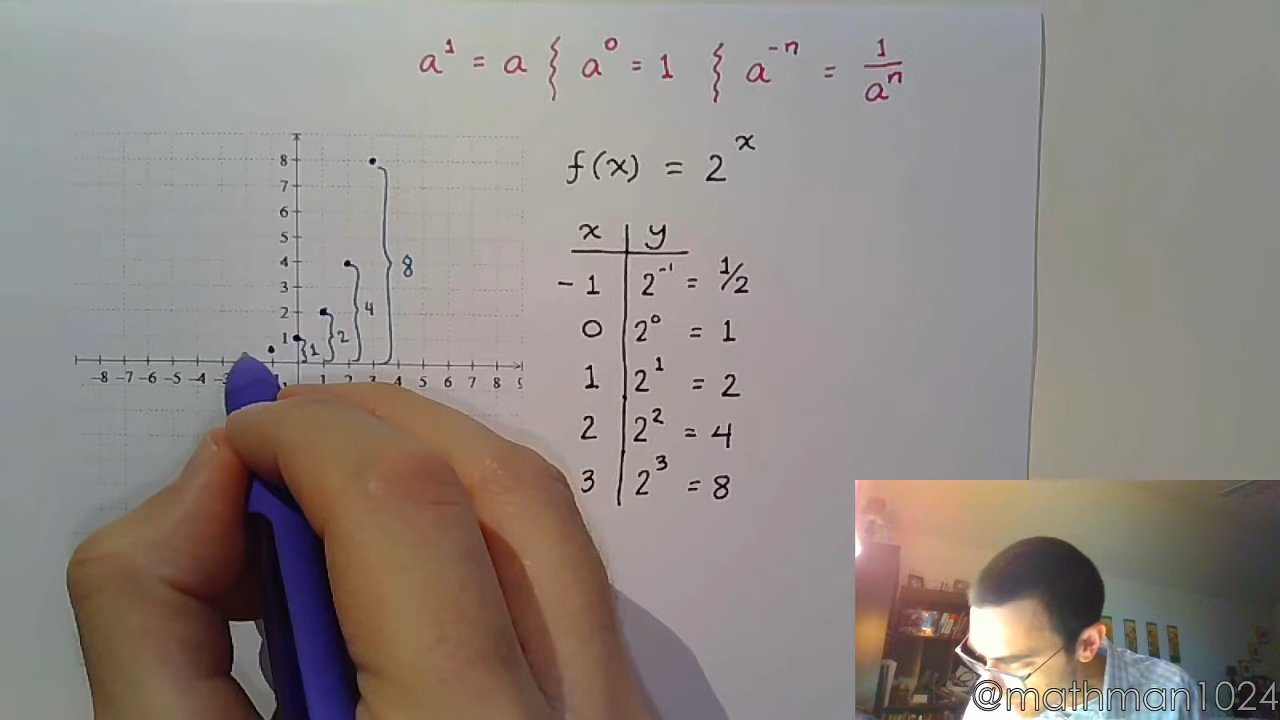 a¹ = a { a⁰ = 1 { a⁻ⁿ = 1/aⁿ
f(x) = 2ˣ
x | y
-1 | 2⁻¹ = 1/2
0 | 2⁰ = 1
1 | 2¹ = 2
2 | 2² = 4
3 | 2³ = 8
8
7
6
5
4
3
2
1
1 2 4 8
-8 -7 -6 -5 -4 1 2 3 4 5 6 7 8
@mathman1024